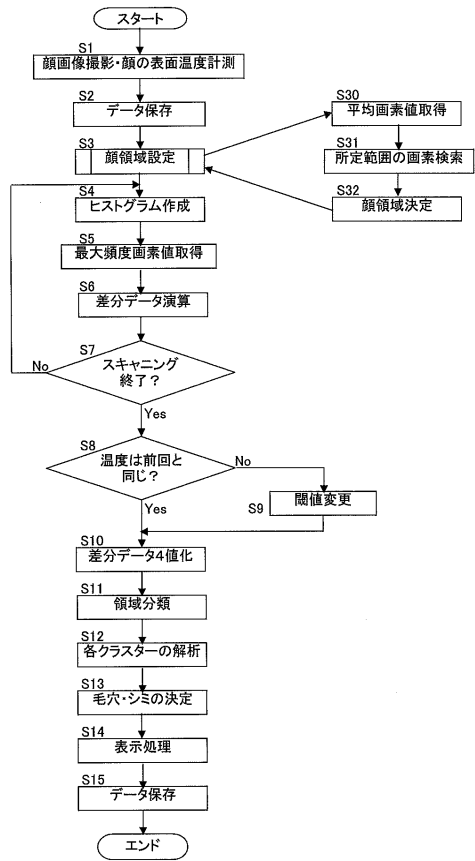 スタート
S1
顔画像撮影・顔の表面温度計測
S2
データ保存
S3
顔領域設定
S30
平均画素値取得
S31
所定範囲の画素検索
S32
顔領域決定
S4
ヒストグラム作成
S5
最大頻度画素値取得
S6
差分データ演算
S7
スキャニング
終了？
No
Yes
S8
温度は前回と
同じ？
No
Yes
S9
閾値変更
S10
差分データ4値化
S11
領域分類
S12
各クラスターの解析
S13
毛穴・シミの決定
S14
表示処理
S15
データ保存
エンド